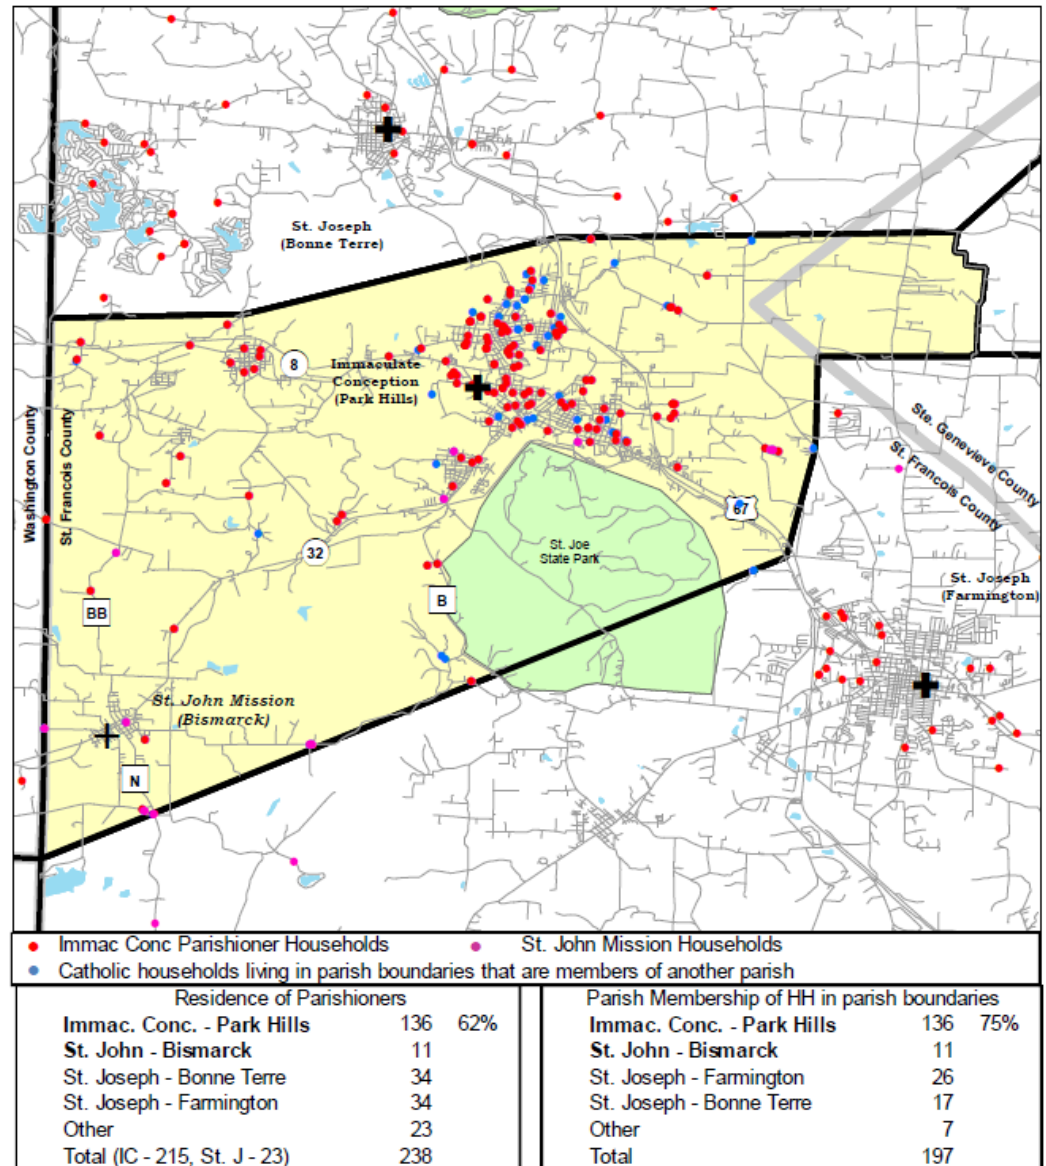 St. Joseph
(Bonne Terre)
8
Immaculate
Conception
(Park Hills)
Washington County
St. Francois County
Ste. Genevieve County
St. Francois County
67
32
St. Joe
State Park
St. Joseph
(Farmington)
BB
B
St. John Mission
(Bismarck)
N
Immac Conc Parishioner Households
St. John Mission Households
Catholic households living in parish boundaries that are members of another parish
Residence of Parishioners
Immac. Conc. - Park Hills 136 62%
St. John - Bismarck 11
St. Joseph - Bonne Terre 34
St. Joseph - Farmington 34
Other 23
Total (IC - 215, St. J - 23) 238
Parish Membership of HH in parish boundaries
Immac. Conc. - Park Hills 136 75%
St. John - Bismarck 11
St. Joseph - Farmington 26
St. Joseph - Bonne Terre 17
Other 7
Total 197